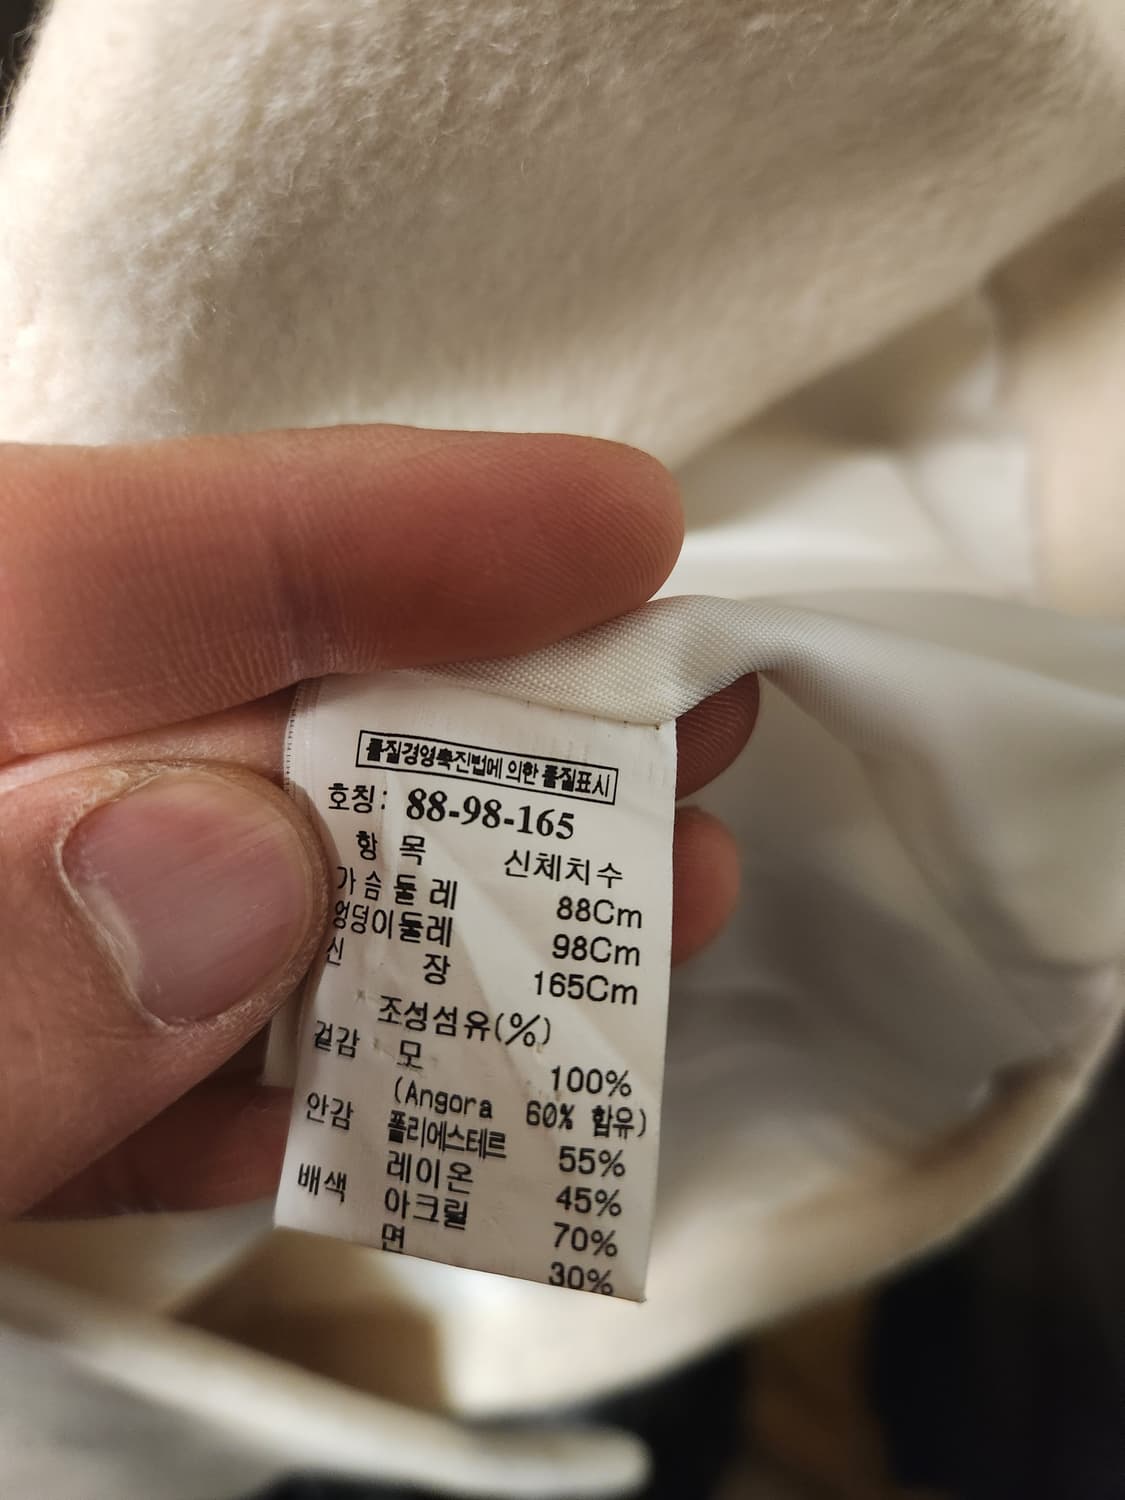 품질경영촉진법에 의한 품질표시
호칭: 88-98-165
항 목 신체치수
가슴둘레 88Cm
엉덩이둘레 98Cm
신 장 165Cm
조성섬유(%)
겉감 모 100%
(Angora 60% 함유)
안감 폴리에스테르 55%
레이온 45%
배색 아크릴 70%
면 30%